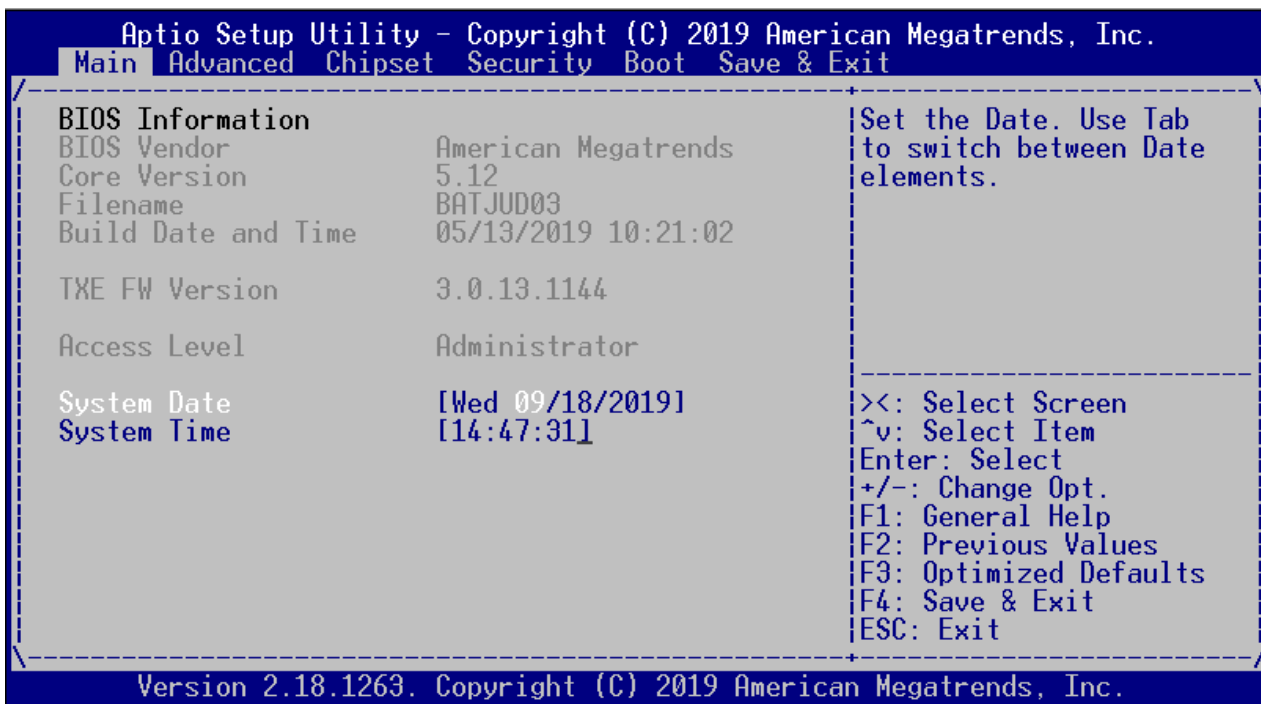 Aptio Setup Utility - Copyright (C) 2019 American Megatrends, Inc.
Main Advanced Chipset Security Boot Save & Exit
BIOS Information
BIOS Vendor American Megatrends
Core Version 5.12
Filename BATJUD03
Build Date and Time 05/13/2019 10:21:02
TXE FW Version 3.0.13.1144
Access Level Administrator
System Date [Wed 09/18/2019]
System Time [14:47:31]
Set the Date. Use Tab
to switch between Date
elements.
><: Select Screen
^v: Select Item
Enter: Select
+/-: Change Opt.
F1: General Help
F2: Previous Values
F3: Optimized Defaults
F4: Save & Exit
ESC: Exit
Version 2.18.1263. Copyright (C) 2019 American Megatrends, Inc.